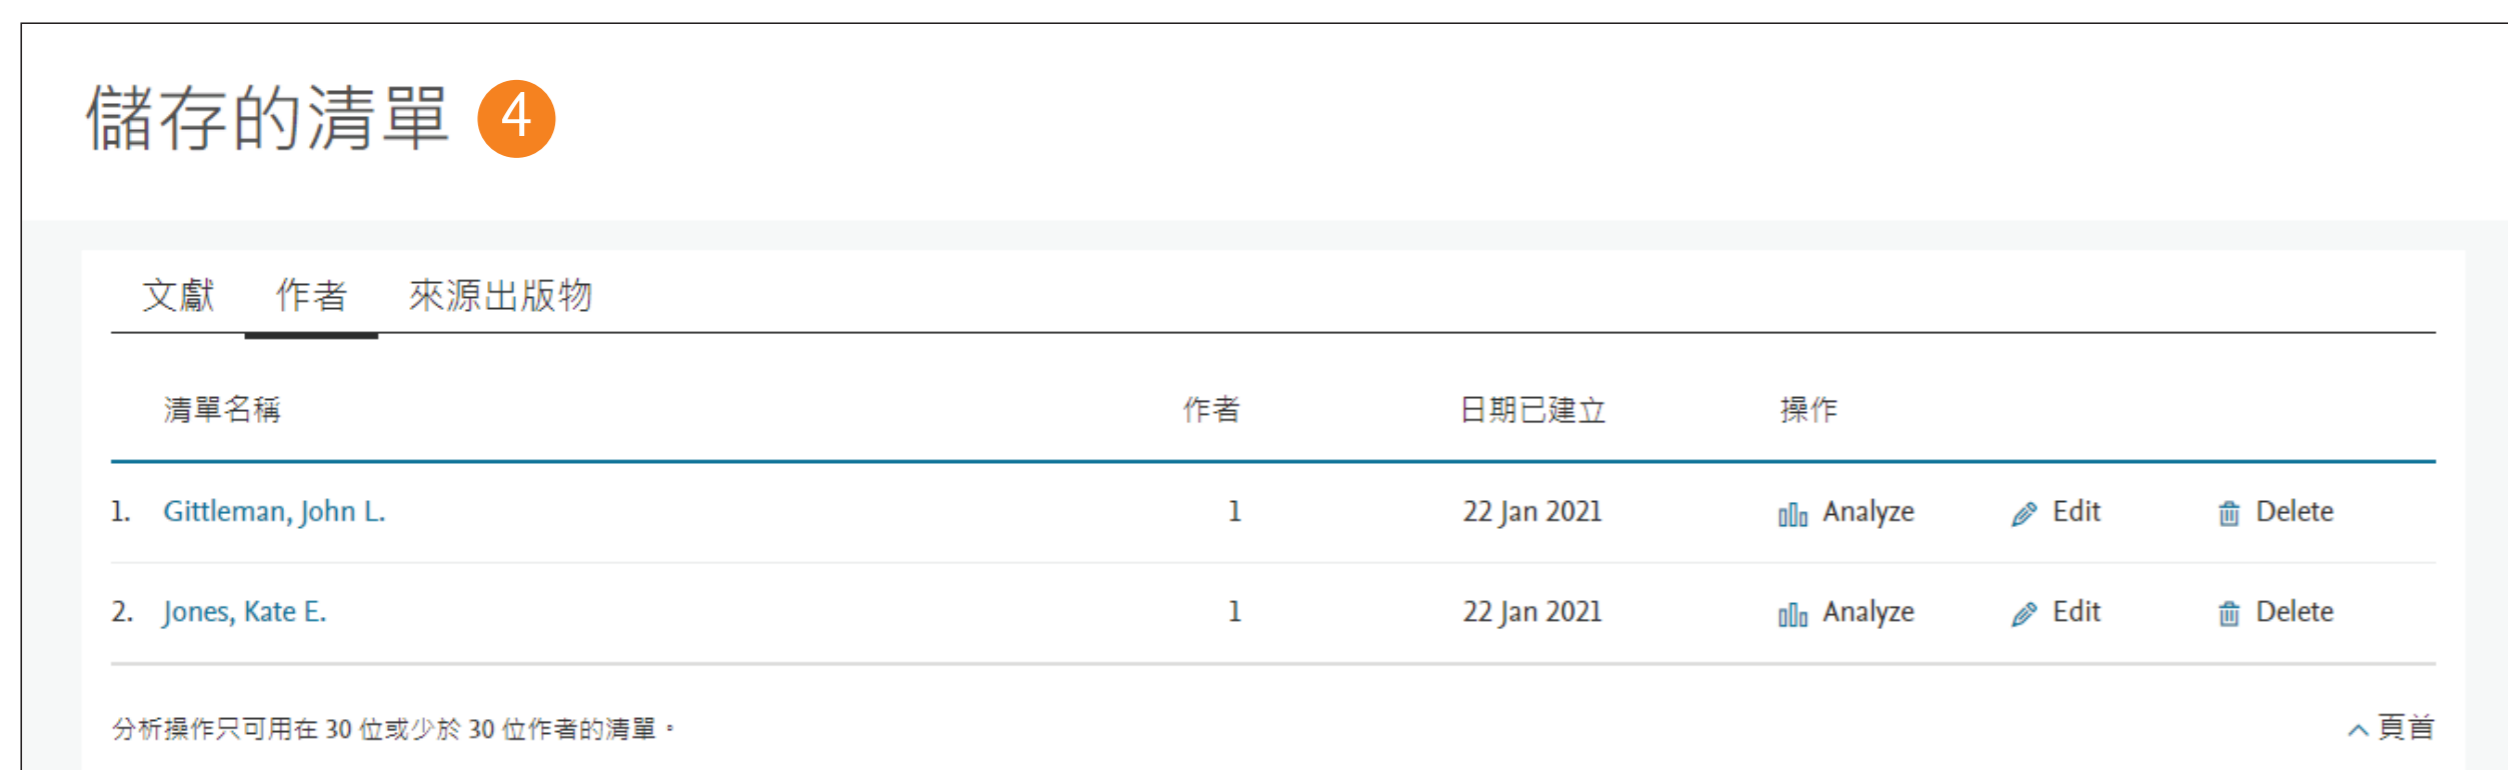 儲存的清單 4
文獻 作者 來源出版物
清單名稱 作者 日期已建立 操作
1. Gittleman, John L. 1 22 Jan 2021 Analyze Edit Delete
2. Jones, Kate E. 1 22 Jan 2021 Analyze Edit Delete
分析操作只可用在 30 位或少於 30 位作者的清單。 頁首